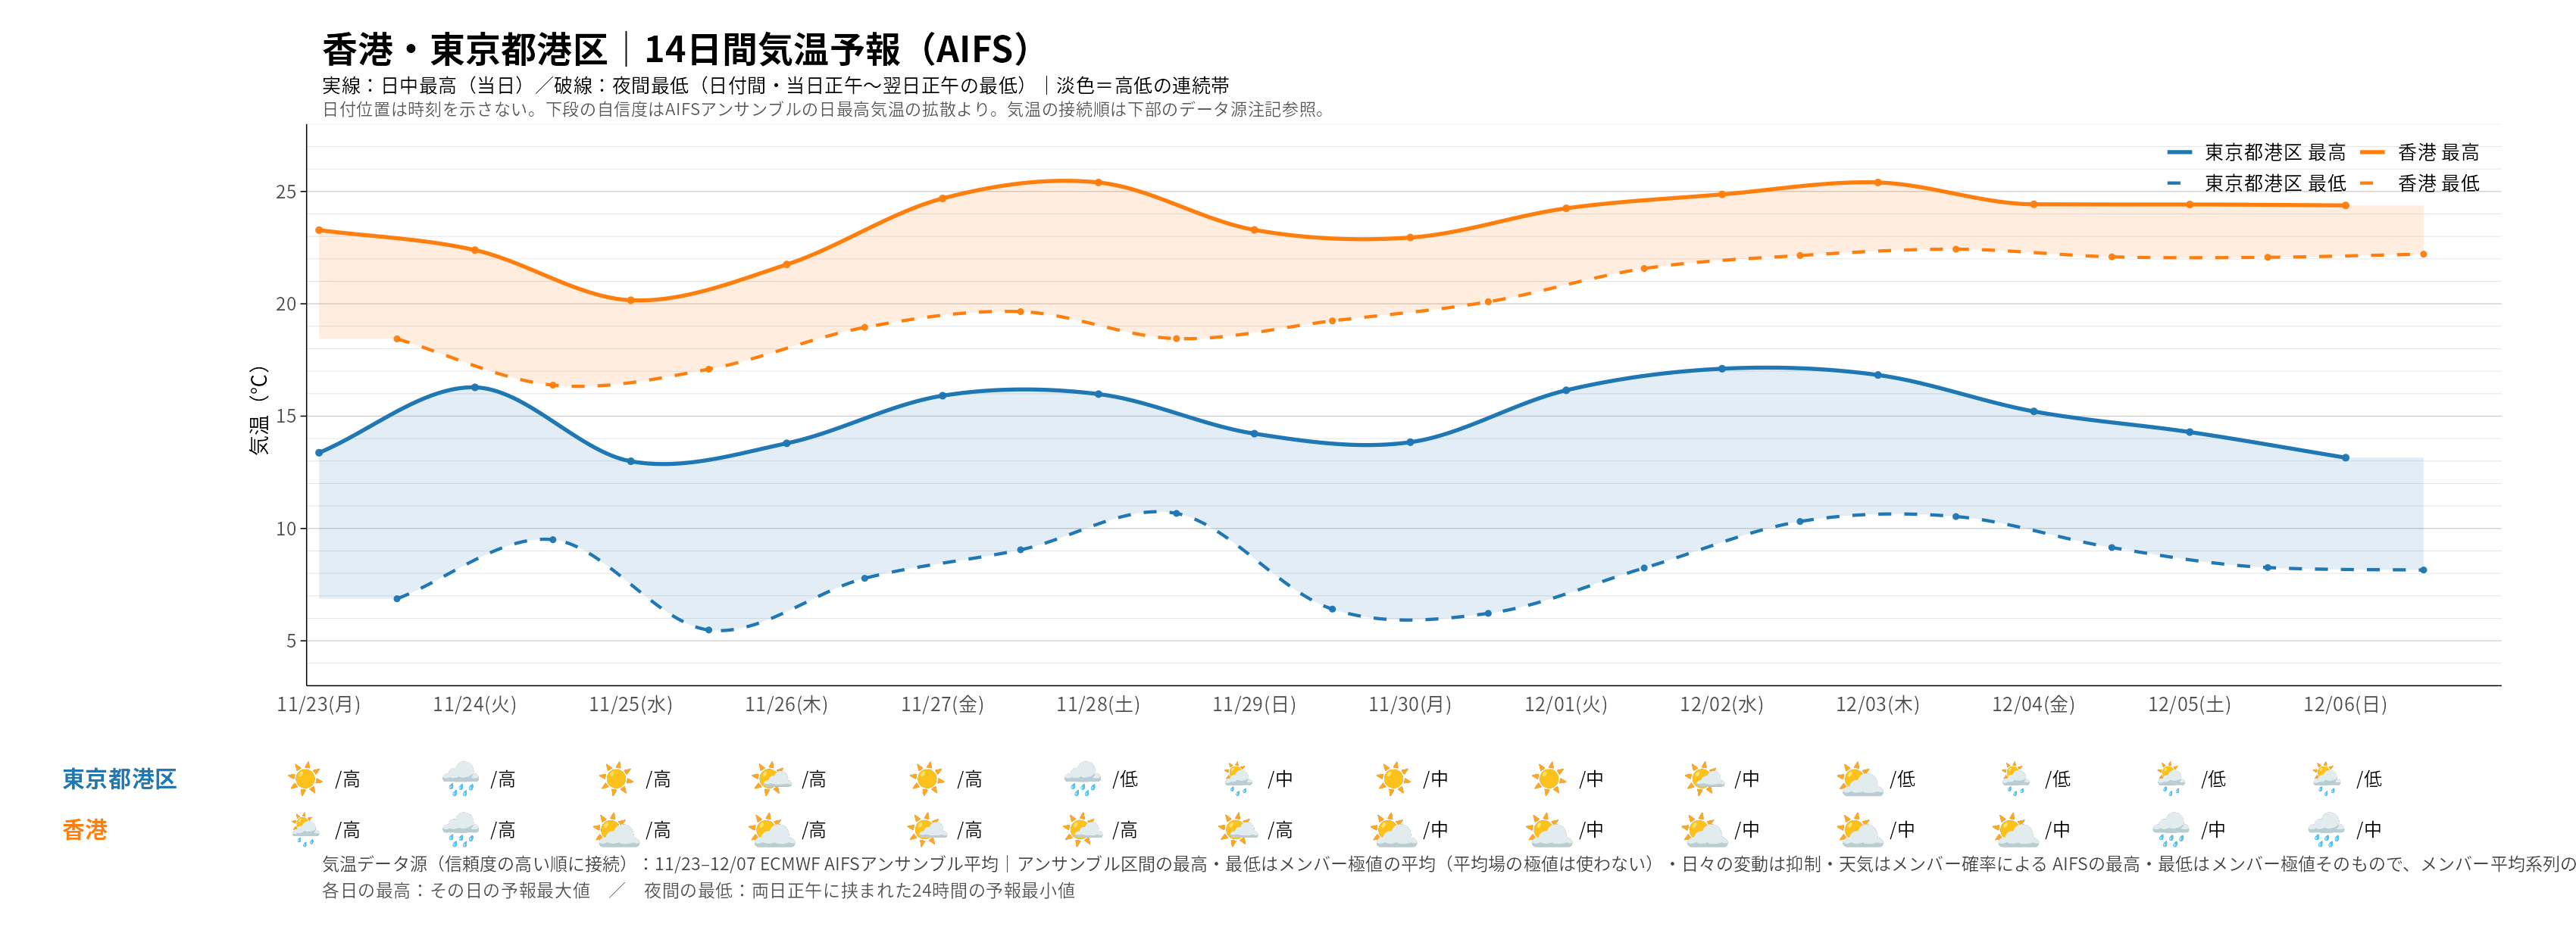 香港・東京都港区｜14日間気温予報（AIFS）
実線：日中最高（当日）／破線：夜間最低（日付間・当日正午～翌日正午の最低）｜淡色＝高低の連続帯
日付位置は時刻を示さない。下段の自信度はAIFSアンサンブルの日最高気温の拡散より。気温の接続順は下部のデータ源注記参照。
東京都港区 最高 香港 最高
東京都港区 最低 香港 最低
気温（°C）
25
20
15
10
5
11/23(月) 11/24(火) 11/25(水) 11/26(木) 11/27(金) 11/28(土) 11/29(日) 11/30(月) 12/01(火) 12/02(水) 12/03(木) 12/04(金) 12/05(土) 12/06(日)
東京都港区 /高 /高 /高 /高 /高 /低 /中 /中 /中 /中 /低 /低 /低 /低
香港 /高 /高 /高 /高 /高 /高 /高 /中 /中 /中 /中 /中 /中 /中
気温データ源（信頼度の高い順に接続）：11/23–12/07 ECMWF AIFSアンサンブル平均｜アンサンブル区間の最高・最低はメンバー極値の平均（平均場の極値は使わない）・日々の変動は抑制・天気はメンバー確率による AIFSの最高・最低はメンバー極値そのもので、メンバー平均系列の
各日の最高：その日の予報最大値　／　夜間の最低：両日正午に挟まれた24時間の予報最小値